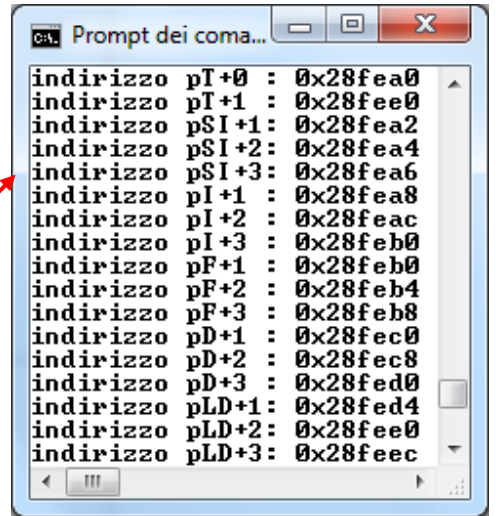 Prompt dei coma...
indirizzo pT+0 : 0x28fea0
indirizzo pT+1 : 0x28fee0
indirizzo pSI+1: 0x28fea2
indirizzo pSI+2: 0x28fea4
indirizzo pSI+3: 0x28fea6
indirizzo pI+1 : 0x28fea8
indirizzo pI+2 : 0x28feac
indirizzo pI+3 : 0x28feb0
indirizzo pF+1 : 0x28feb0
indirizzo pF+2 : 0x28feb4
indirizzo pF+3 : 0x28feb8
indirizzo pD+1 : 0x28fec0
indirizzo pD+2 : 0x28fec8
indirizzo pD+3 : 0x28fed0
indirizzo pLD+1: 0x28fed4
indirizzo pLD+2: 0x28fee0
indirizzo pLD+3: 0x28feec